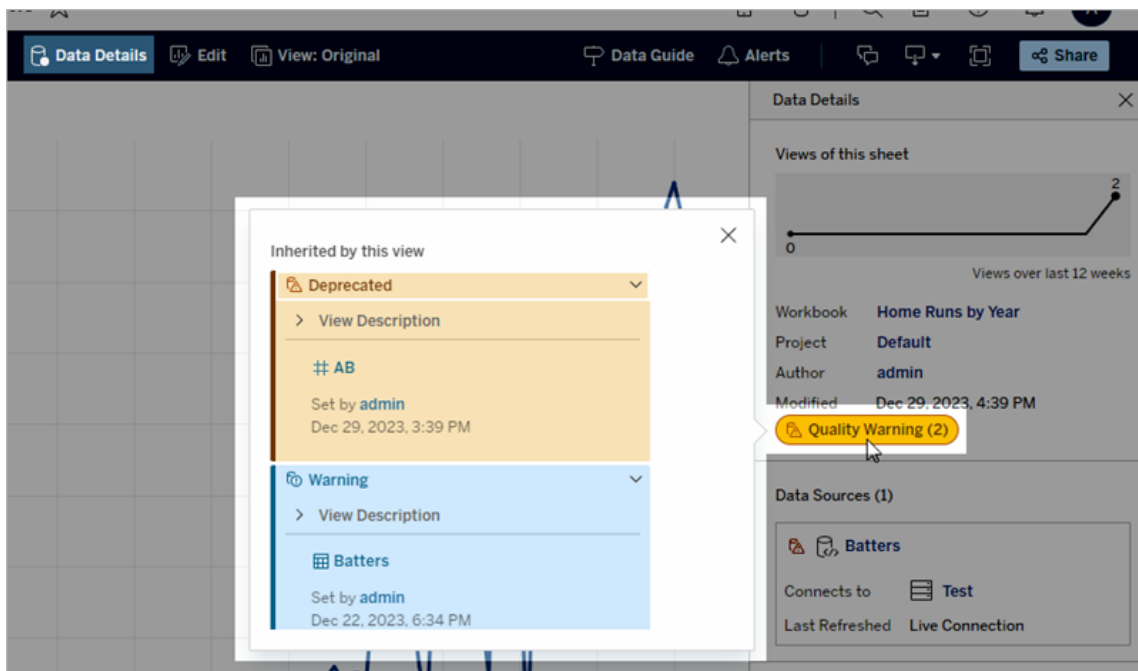 Data Details Edit View: Original Data Guide Alerts Share
Data Details
Views of this sheet
2
0
Views over last 12 weeks
Workbook Home Runs by Year
Project Default
Author admin
Modified Dec 29, 2023, 4:39 PM
Quality Warning (2)
Data Sources (1)
Batters
Connects to Test
Last Refreshed Live Connection
Inherited by this view
Deprecated
View Description
AB
Set by admin
Dec 29, 2023, 3:39 PM
Warning
View Description
Batters
Set by admin
Dec 22, 2023, 6:34 PM